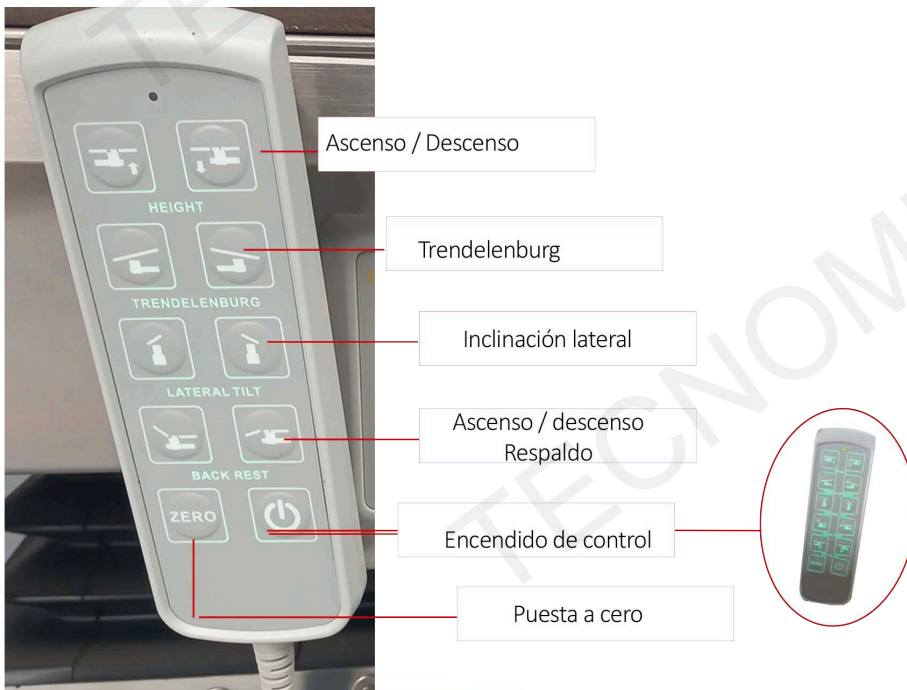 Ascenso / Descenso
HEIGHT
Trendelenburg
TRENDELENBURG
Inclinación lateral
LATERAL TILT
Ascenso / descenso
Respaldo
BACK REST
ZERO
Encendido de control
Puesta a cero
TECNOM